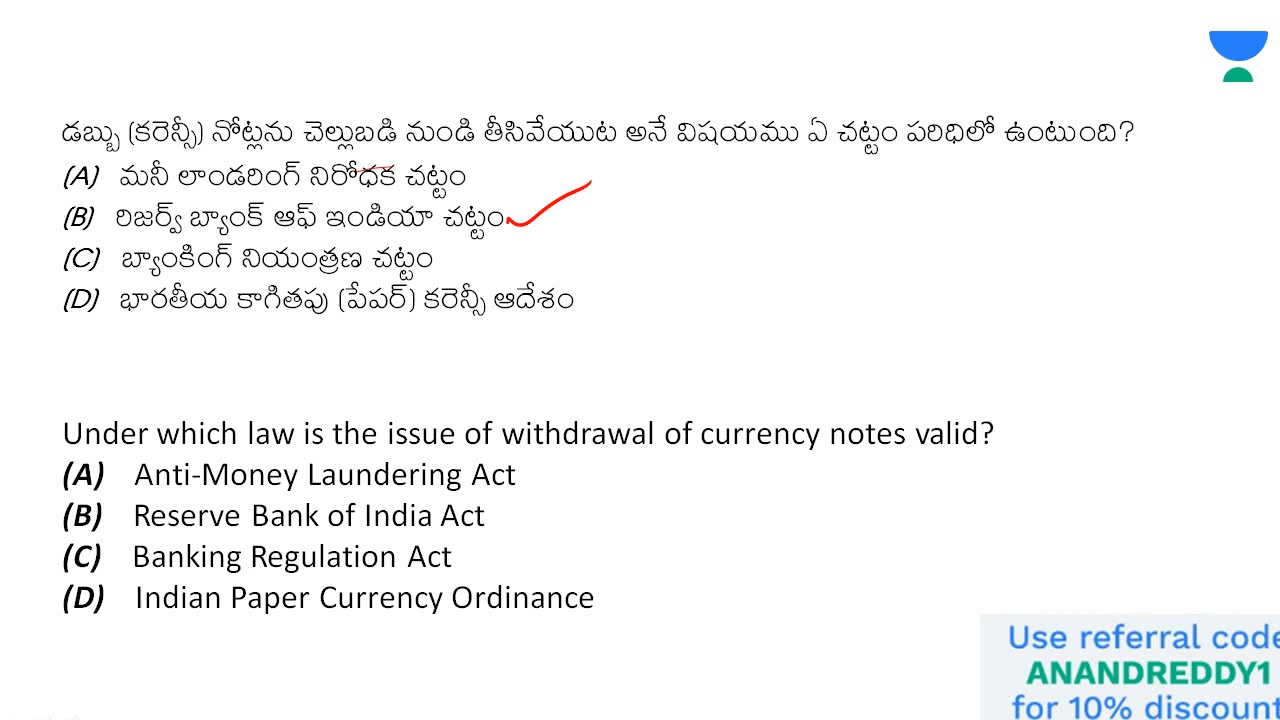 డబ్బు (కరెన్సీ) నోట్లను చెల్లుబడి నుండి తీసివేయుట అనే విషయము ఏ చట్టం పరిధిలో ఉంటుంది?
(A) మనీ లాండరింగ్ నిరోధక చట్టం
(B) రిజర్వ్ బ్యాంక్ ఆఫ్ ఇండియా చట్టం
(C) బ్యాంకింగ్ నియంత్రణ చట్టం
(D) భారతీయ కాగితపు (పేపర్) కరెన్సీ ఆదేశం
Under which law is the issue of withdrawal of currency notes valid?
(A) Anti-Money Laundering Act
(B) Reserve Bank of India Act
(C) Banking Regulation Act
(D) Indian Paper Currency Ordinance
Use referral code
ANANDREDDY1
for 10% discount